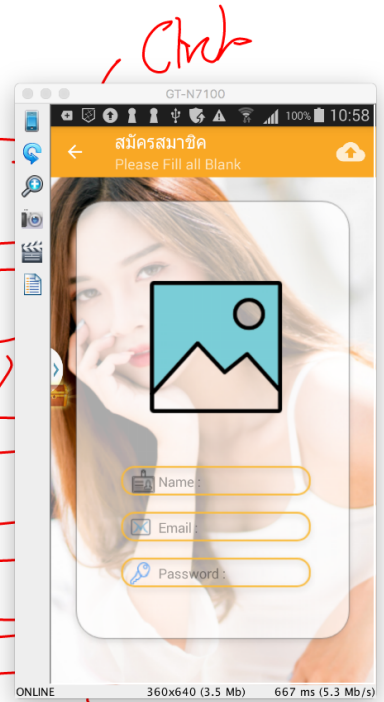 Click
GT-N7100
100% 10:58
สมัครสมาชิค
Please Fill all Blank
Name :
Email :
Password :
ONLINE 360x640 (3.5 Mb) 667 ms (5.3 Mb/s)